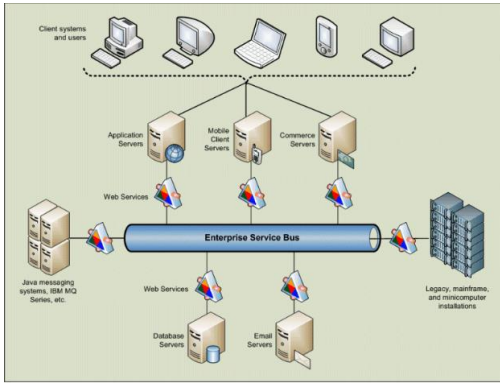 Client systems
and users
Application
Servers
Mobile
Client
Servers
Commerce
Servers
Web Services
Enterprise Service Bus
Java messaging
systems, IBM MQ
Series, etc.
Legacy, mainframe,
and minicomputer
installations
Web Services
Database
Servers
Email
Servers